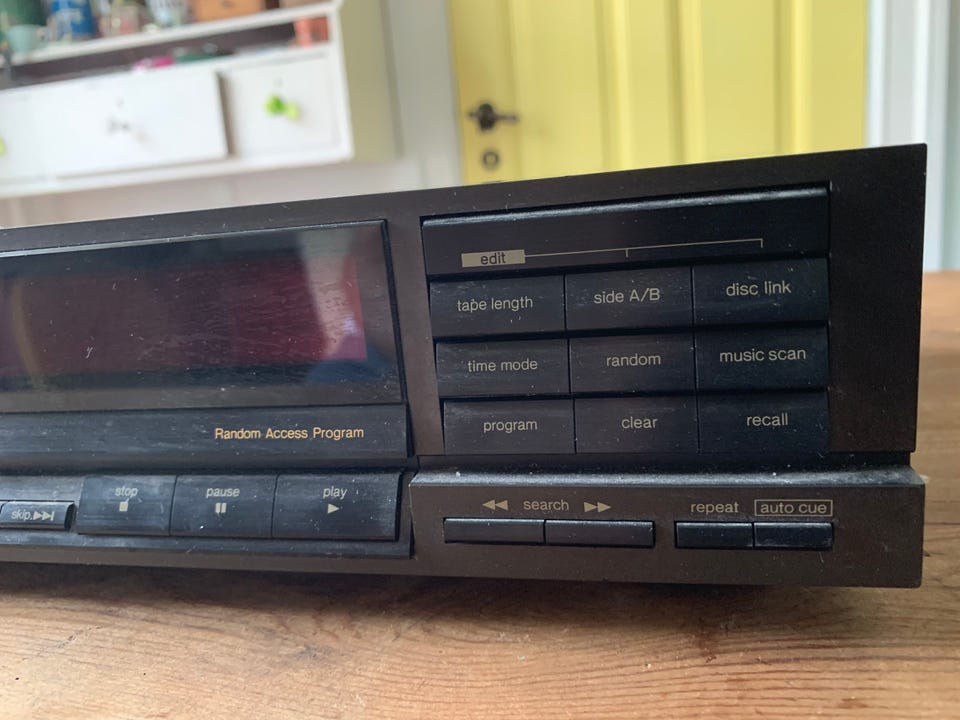 edit
tape length side A/B disc link
time mode random music scan
program clear recall
Random Access Program
skip stop pause play
search repeat auto cue